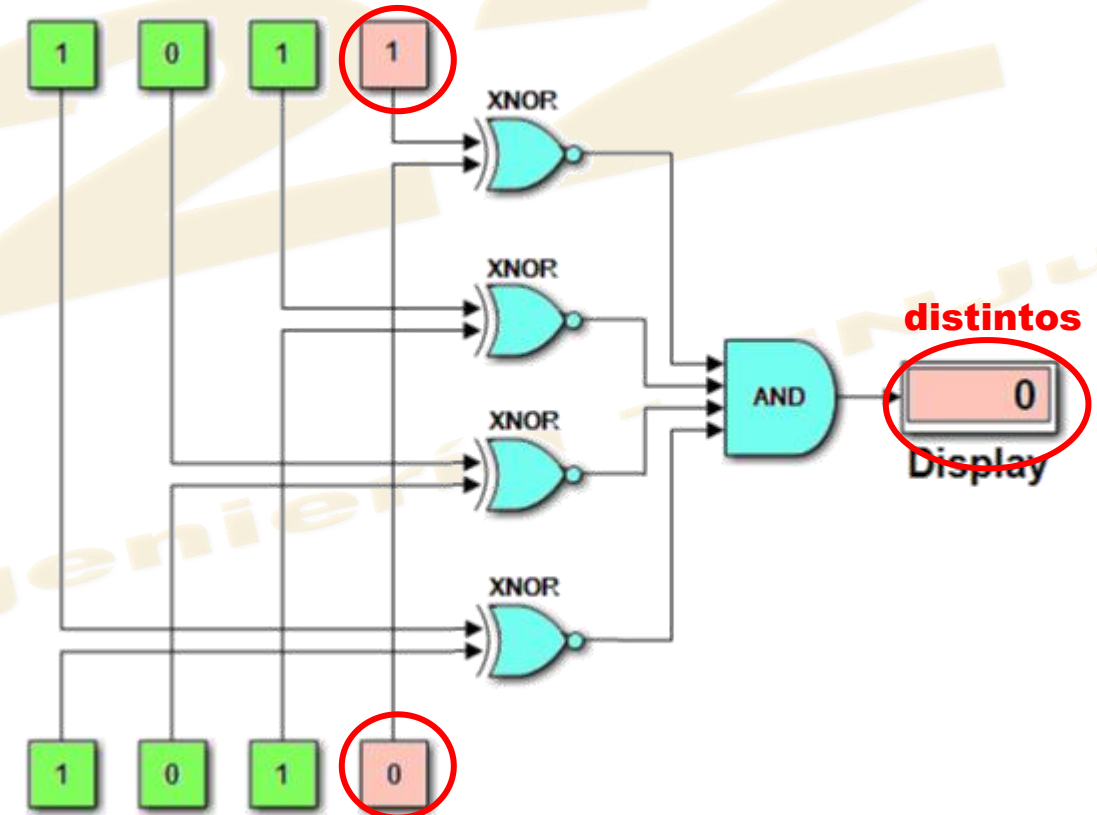 1 0 1 1
XNOR
XNOR
distintos
AND
0
XNOR
Display
XNOR
1 0 1 0